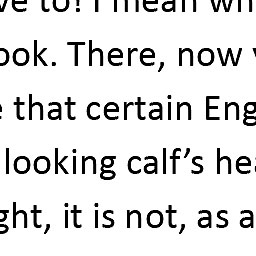 ve to! I mean wh
ook. There, now
that certain Eng
looking calf's hea
ght, it is not, as a